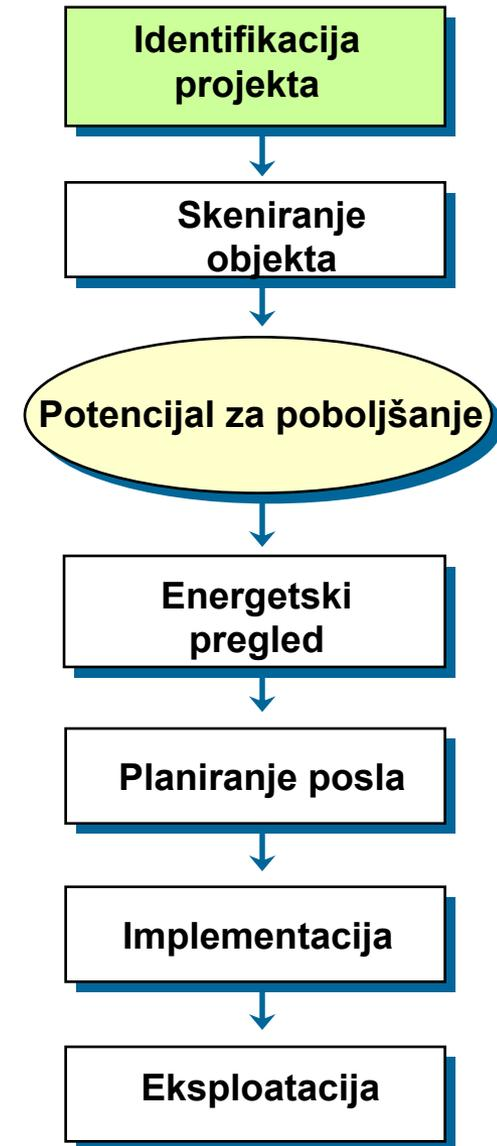 Identifikacija
projekta
Skeniranje
objekta
Potencijal za poboljšanje
Energetski
pregled
Planiranje posla
Implementacija
Eksploatacija